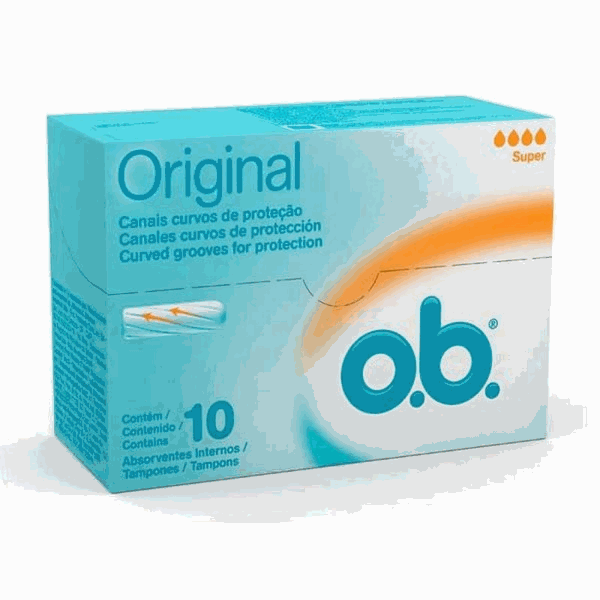 Original
Canais curvos de proteção
Canales curvos de protección
Curved grooves for protection
Super
o.b.®
Contém /
Contenido /
Contains
10
Absorventes Internos /
Tampones / Tampons